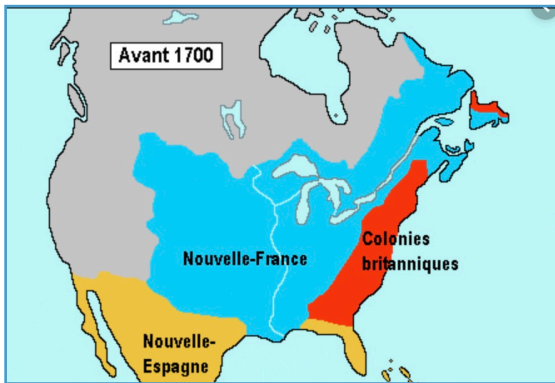 Avant 1700
Nouvelle-France
Colonies
britanniques
Nouvelle-
Espagne